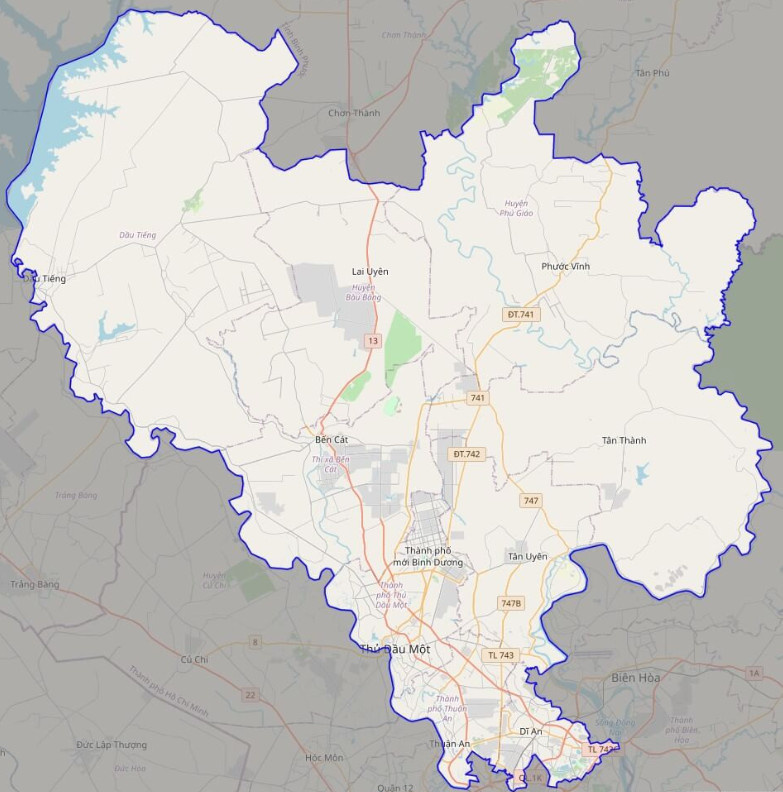 Tỉnh Bình Phước
Chơn Thành
Tân Phú
Chơn Thành
Huyện
Phú Giáo
Dầu Tiếng
Phước Vĩnh
Lai Uyên
Dầu Tiếng
Huyện
Bàu Bàng
ĐT.741
13
741
Bến Cát
Tân Thành
ĐT.742
Thị xã Bến
Cát
Trảng Bàng
747
Thành phố
mới Bình Dương
Tân Uyên
Huyện
Củ Chi
Trảng Bàng
Thành
phố Thủ
Dầu Một
747B
8
Thủ Dầu Một
TL 743
Củ Chi
Biên Hòa
1A
Thành phố Hồ Chí Minh
22
Thành
phố Thuận
An
Sông Đồng
Thành
phố Biên
Hòa
Dĩ An
Đức Lập Thượng
Thuận An
TL 743C
Hóc Môn
Đức Hòa
QL.1K
Quận 12